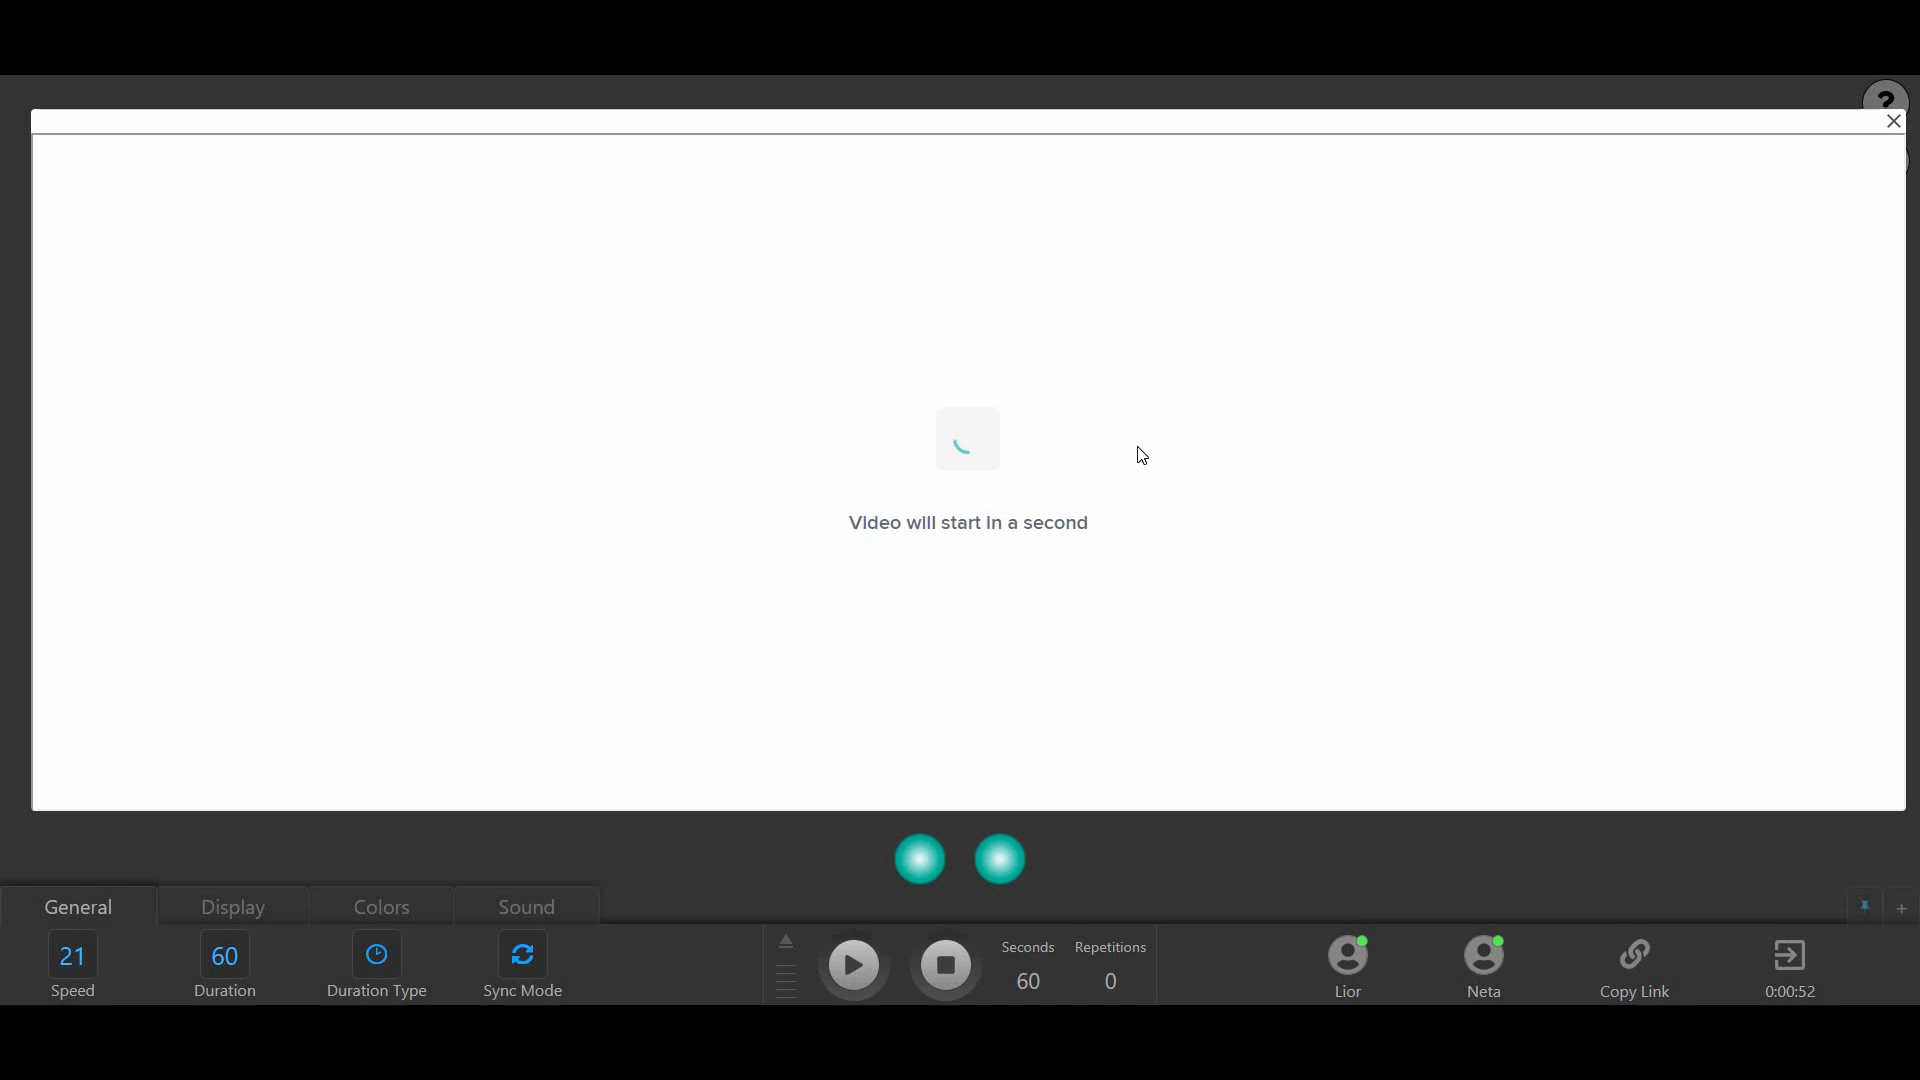 ?
Video will start in a second
General Display Colors Sound
+
21 60
Speed Duration Duration Type Sync Mode
Seconds Repetitions
60 0
Lior Neta Copy Link 0:00:52